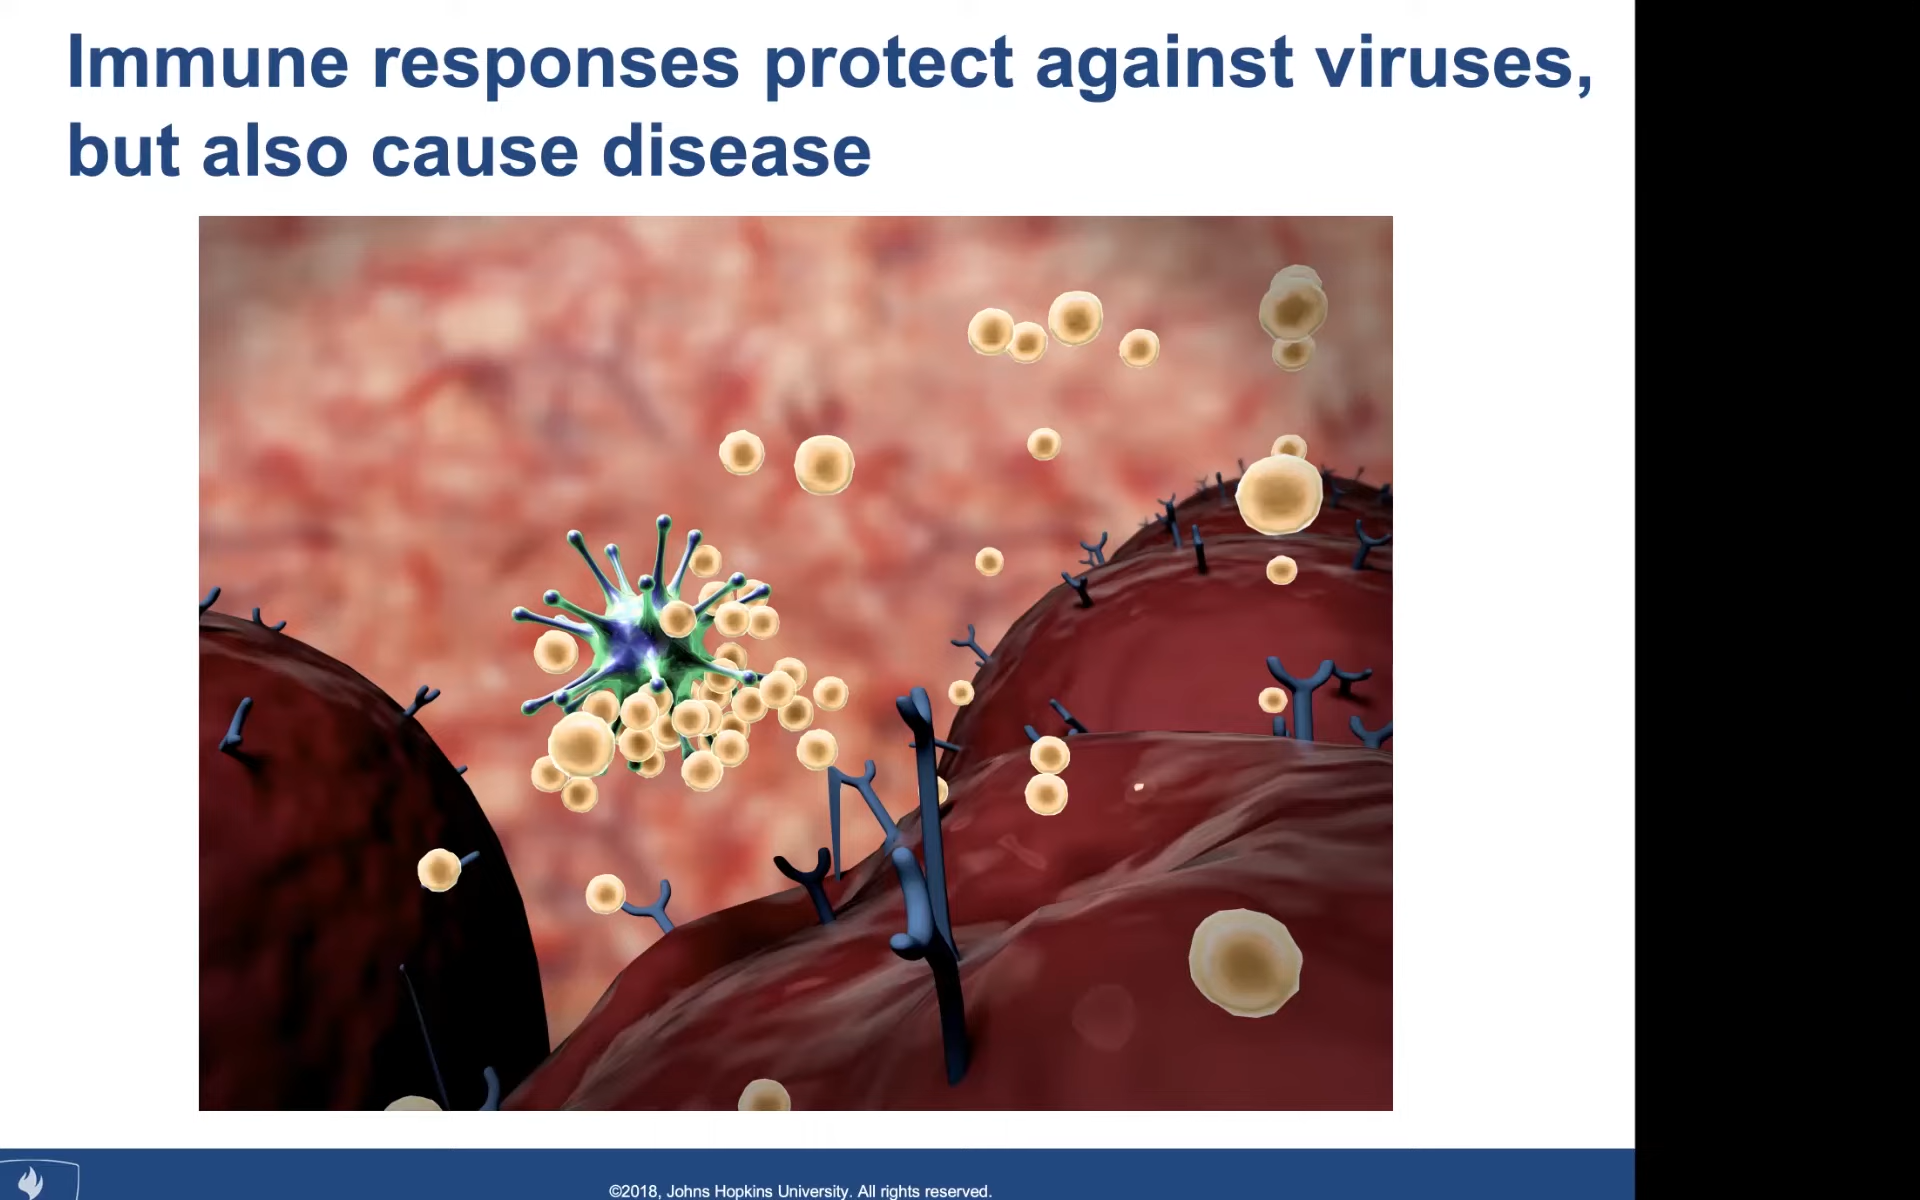 Immune responses protect against viruses,
but also cause disease
©2018, Johns Hopkins University. All rights reserved.